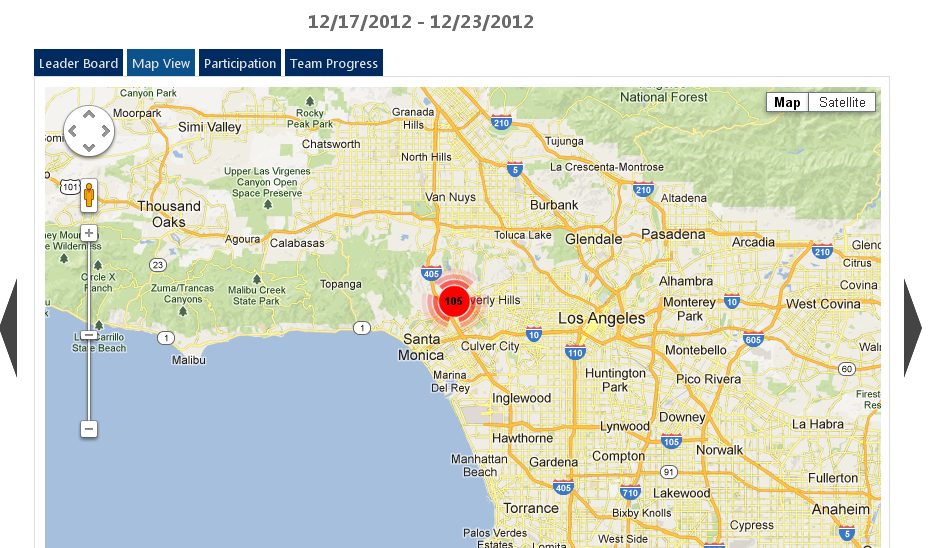 12/17/2012 - 12/23/2012
Leader Board
Map View
Participation
Team Progress
Map
Satellite
Canyon Park
National Forest
Moorpark
Rocky
Peak Park
Granada
Hills
Simi Valley
210
Tujunga
Chatsworth
North Hills
5
La Crescenta-Montrose
Upper Las Virgenes
Canyon Open
Space Preserve
101
210
Van Nuys
Burbank
Altadena
Thousand
Oaks
Agoura
Calabasas
Toluca Lake
Glendale
Pasadena
Arcadia
210
Citrus
23
Circle X
Ranch
Zuma/Trancas
Canyons
Malibu Creek
State Park
Topanga
405
105
Beverly Hills
Alhambra
Monterey
Park
10
West Covina
Covina
Los Angeles
1
1
Carrillo
State Beach
Malibu
Santa
Monica
Culver City
10
110
605
Montebello
Marina
Del Rey
Huntington
Park
Pico Rivera
60
Inglewood
Downey
La Habra
Hawthorne
Lynwood
105
Norwalk
Manhattan
Beach
Gardena
Compton
91
Fullerton
405
710
Lakewood
Torrance
Bixby Knolls
Cypress
Anaheim
5
Palos Verdes
Estates
Lomita
West Side